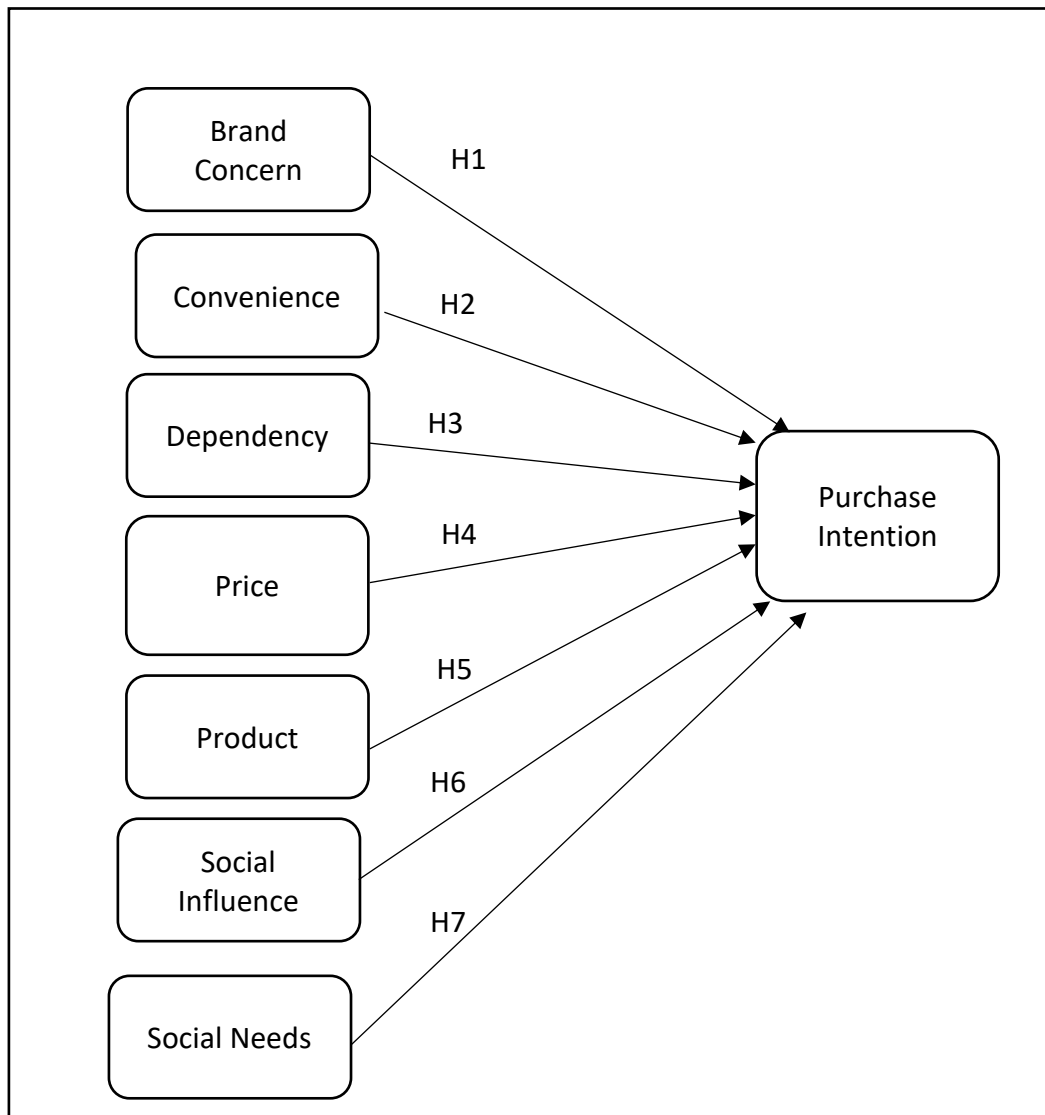 Brand
Concern
H1
Convenience
H2
Dependency
H3
Price
H4
Product
H5
Social
Influence
H6
Social Needs
H7
Purchase
Intention